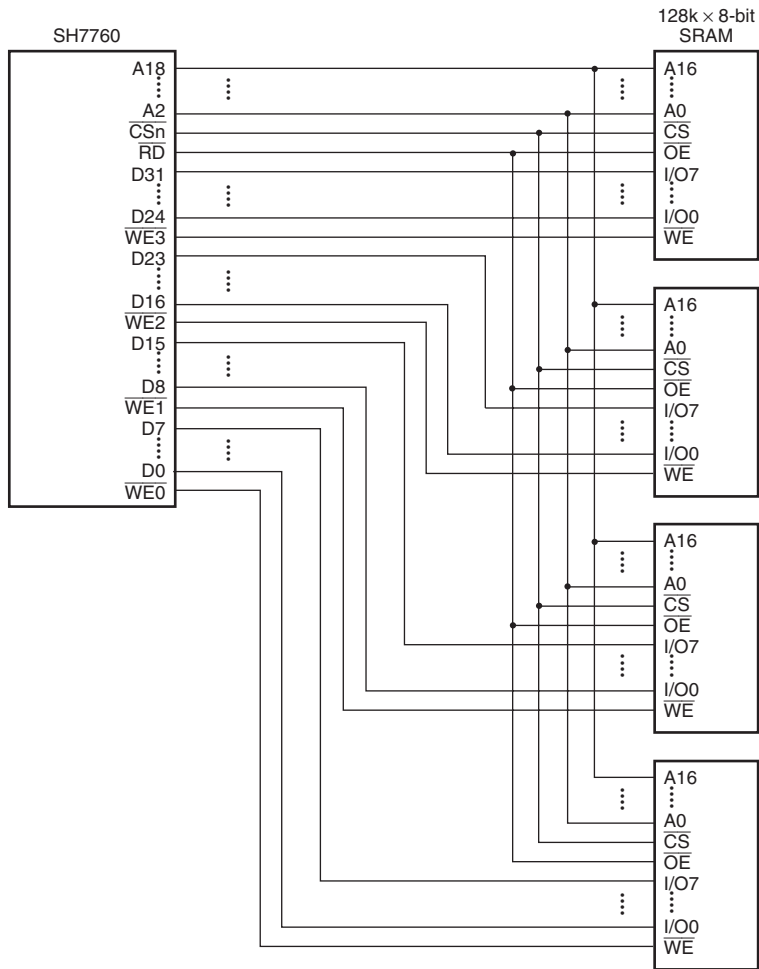 SH7760
A18
A2
CSn
RD
D31
D24
WE3
D23
D16
WE2
D15
D8
WE1
D7
D0
WE0
128k × 8-bit
SRAM
A16
A0
CS
OE
I/O7
I/O0
WE
A16
A0
CS
OE
I/O7
I/O0
WE
A16
A0
CS
OE
I/O7
I/O0
WE
A16
A0
CS
OE
I/O7
I/O0
WE